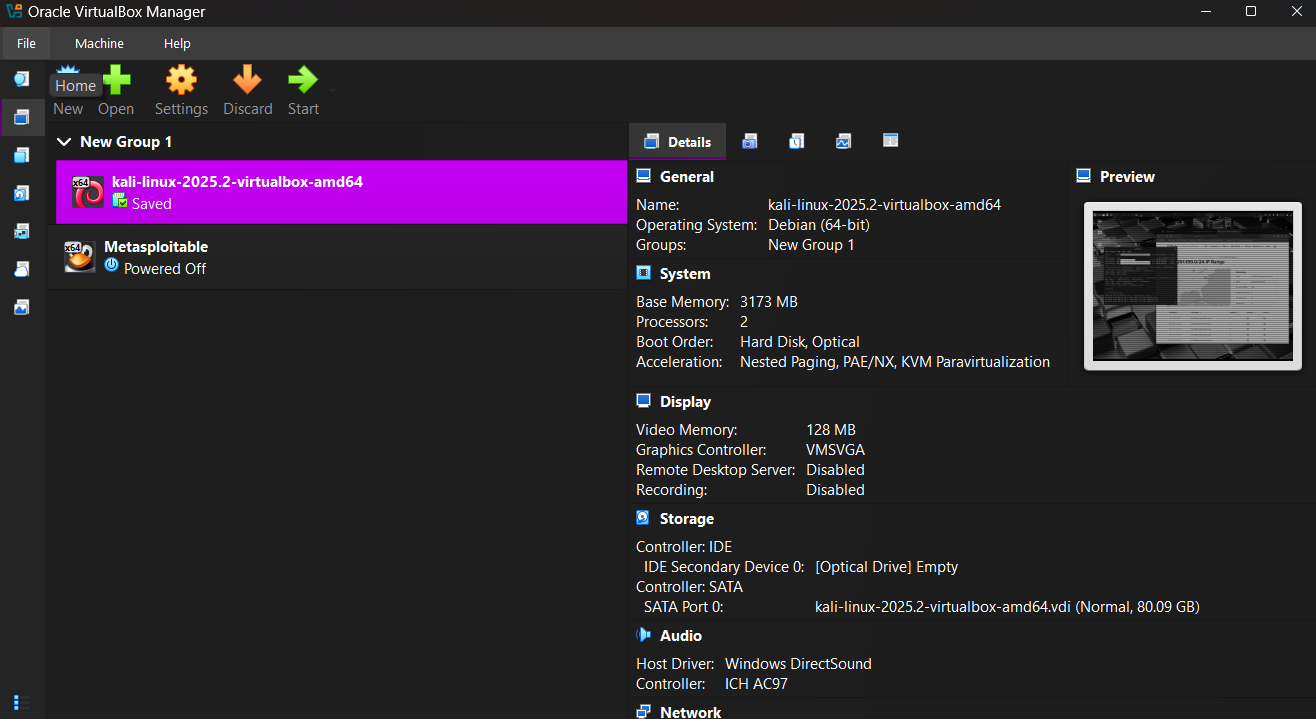 Oracle VirtualBox Manager
File Machine Help
Home
New Open Settings Discard Start
New Group 1
kali-linux-2025.2-virtualbox-amd64
x64
Saved
Metasploitable
x64
Powered Off
Details
General
Name: kali-linux-2025.2-virtualbox-amd64
Operating System: Debian (64-bit)
Groups: New Group 1
Preview
System
Base Memory: 3173 MB
Processors: 2
Boot Order: Hard Disk, Optical
Acceleration: Nested Paging, PAE/NX, KVM Paravirtualization
Display
Video Memory: 128 MB
Graphics Controller: VMSVGA
Remote Desktop Server: Disabled
Recording: Disabled
Storage
Controller: IDE
IDE Secondary Device 0: [Optical Drive] Empty
Controller: SATA
SATA Port 0: kali-linux-2025.2-virtualbox-amd64.vdi (Normal, 80.09 GB)
Audio
Host Driver: Windows DirectSound
Controller: ICH AC97
Network